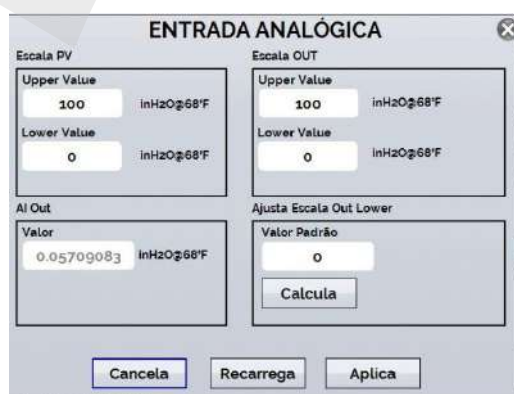 ENTRADA ANALÓGICA
Escala PV
Upper Value
100 inH2O@68°F
Lower Value
0 inH2O@68°F
Escala OUT
Upper Value
100 inH2O@68°F
Lower Value
0 inH2O@68°F
AI Out
Valor
0.05709083 inH2O@68°F
Ajusta Escala Out Lower
Valor Padrão
0
Calcula
Cancela Recarrega Aplica